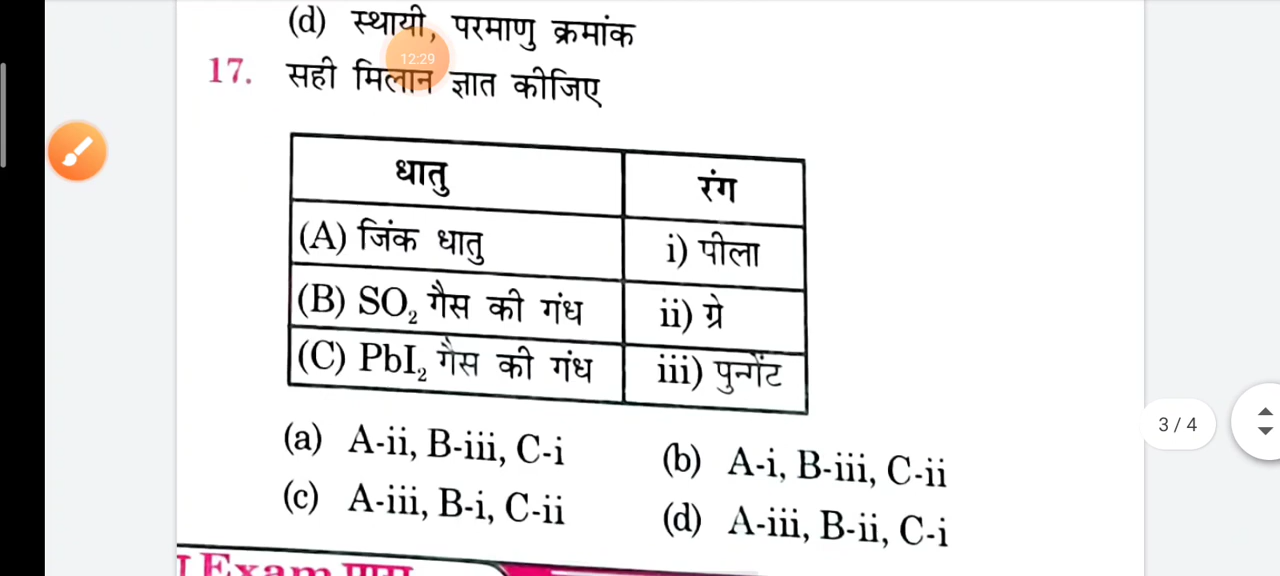 (d) स्थायी, परमाणु क्रमांक
12:29
17. सही मिलान ज्ञात कीजिए
धातु रंग
(A) जिंक धातु i) पीला
(B) SO₂ गैस की गंध ii) ग्रे
(C) PbI₂ गैस की गंध iii) पुन्गेंट
(a) A-ii, B-iii, C-i (b) A-i, B-iii, C-ii
(c) A-iii, B-i, C-ii (d) A-iii, B-ii, C-i
3 / 4
Exam